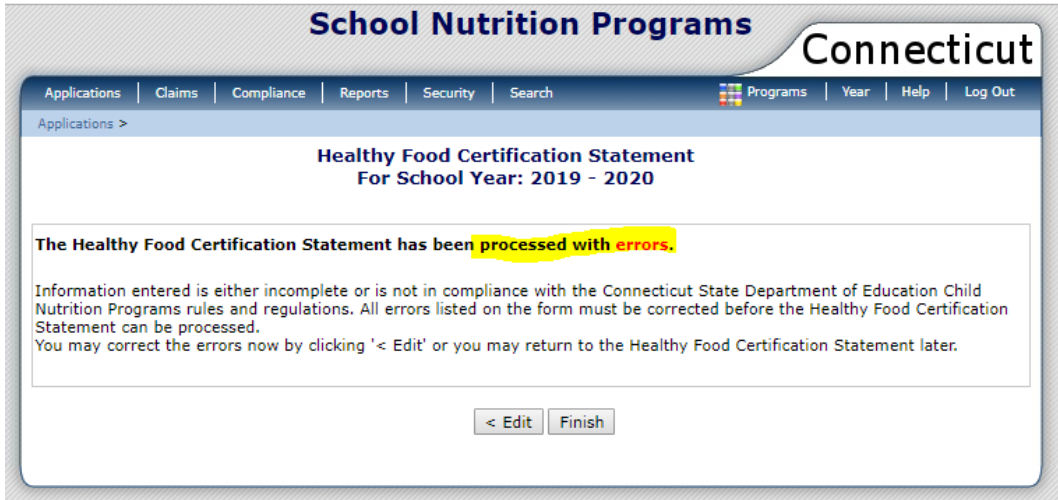 School Nutrition Programs
Connecticut
Applications | Claims | Compliance | Reports | Security | Search Programs | Year | Help | Log Out
Applications >
Healthy Food Certification Statement
For School Year: 2019 - 2020
The Healthy Food Certification Statement has been processed with errors.
Information entered is either incomplete or is not in compliance with the Connecticut State Department of Education Child
Nutrition Programs rules and regulations. All errors listed on the form must be corrected before the Healthy Food Certification
Statement can be processed.
You may correct the errors now by clicking '< Edit' or you may return to the Healthy Food Certification Statement later.
< Edit Finish